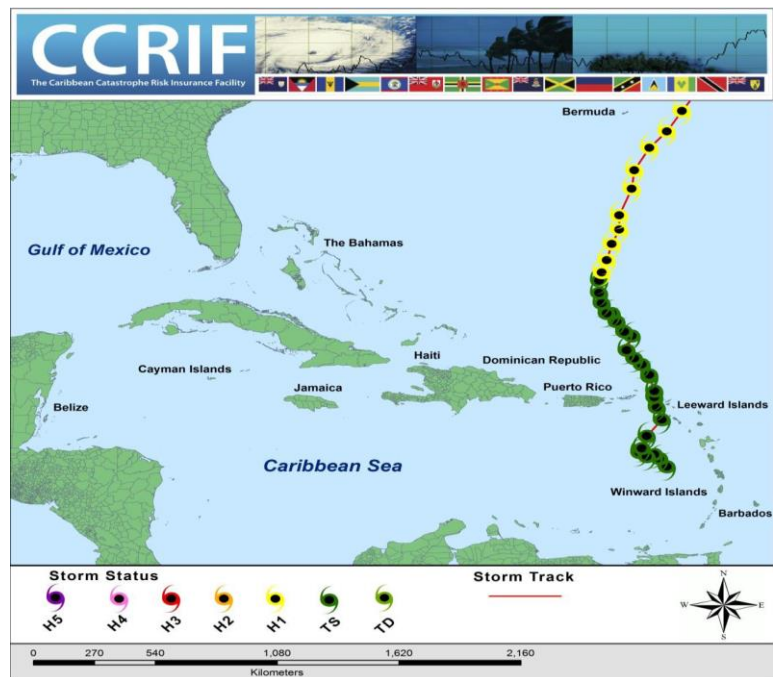 CCRIF
The Caribbean Catastrophe Risk Insurance Facility
Bermuda
Gulf of Mexico
The Bahamas
Cayman Islands
Haiti
Dominican Republic
Jamaica
Puerto Rico
Belize
Leeward Islands
Caribbean Sea
Winward Islands
Barbados
Storm Status
Storm Track
H5
H4
H3
H2
H1
TS
TD
N
W
E
S
0 270 540 1,080 1,620 2,160
Kilometers